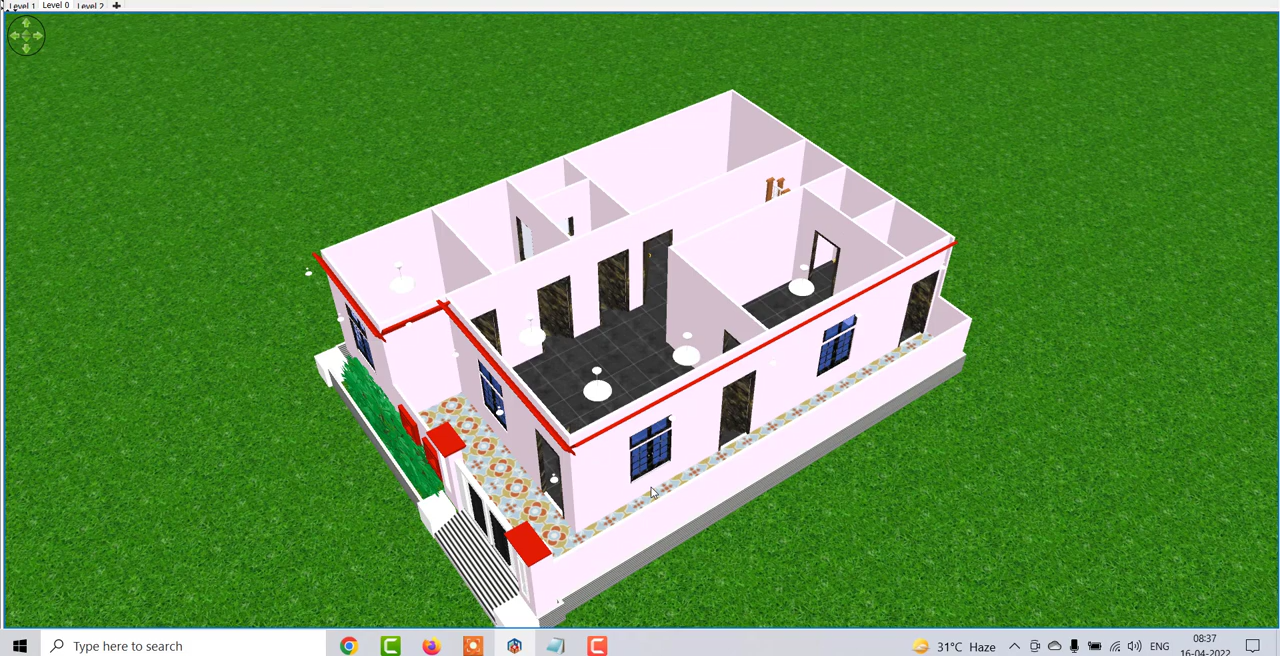 Level 1 Level 0 Level 2
Type here to search
31°C Haze
ENG
08:37
16-04-2022